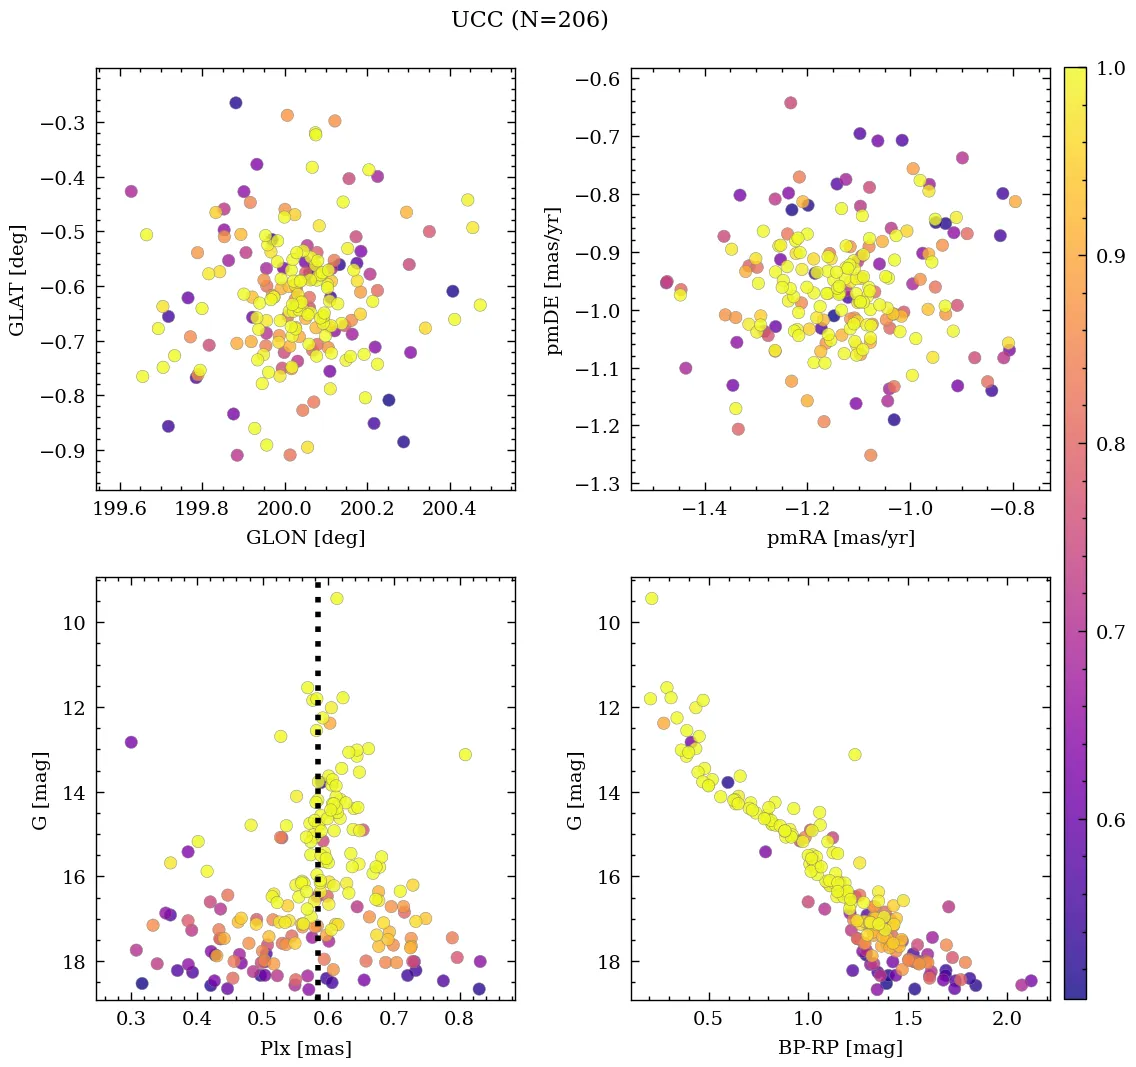 UCC (N=206)
−0.3
−0.4
−0.5
−0.6
−0.7
−0.8
−0.9
GLAT [deg]
199.6 199.8 200.0 200.2 200.4
GLON [deg]
−0.6
−0.7
−0.8
−0.9
−1.0
−1.1
−1.2
−1.3
pmDE [mas/yr]
−1.4 −1.2 −1.0 −0.8
pmRA [mas/yr]
1.0
0.9
0.8
0.7
0.6
10
12
14
16
18
G [mag]
0.3 0.4 0.5 0.6 0.7 0.8
Plx [mas]
10
12
14
16
18
G [mag]
0.5 1.0 1.5 2.0
BP-RP [mag]